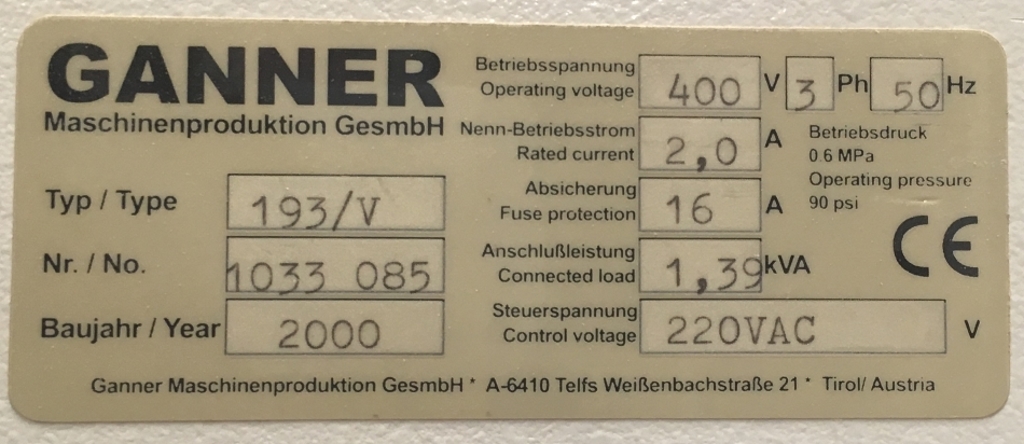 GANNER
Maschinenproduktion GesmbH
Typ / Type 193/V
Nr. / No. 1033 085
Baujahr / Year 2000
Betriebsspannung
Operating voltage 400 V 3 Ph 50 Hz
Nenn-Betriebsstrom
Rated current 2,0 A
Absicherung
Fuse protection 16 A
Anschlußleistung
Connected load 1,39 kVA
Steuerspannung
Control voltage 220VAC V
Betriebsdruck
0.6 MPa
Operating pressure
90 psi
CE
Ganner Maschinenproduktion GesmbH * A-6410 Telfs Weißenbachstraße 21 * Tirol/ Austria